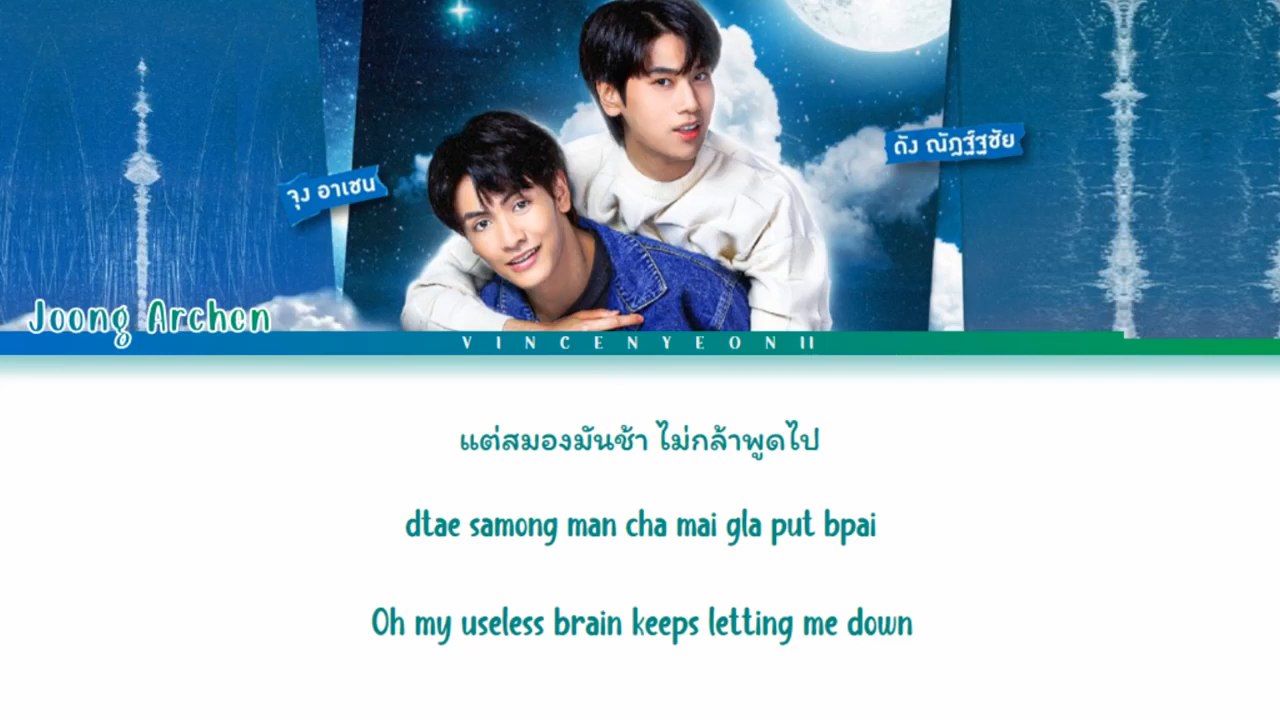 จุง อาเชน
ดัง ณัฎฐ์ฐชัย
Joong Archen
VINCENYEONII
แต่สมองมันช้า ไม่กล้าพูดไป
dtae samong man cha mai gla put bpai
Oh my useless brain keeps letting me down